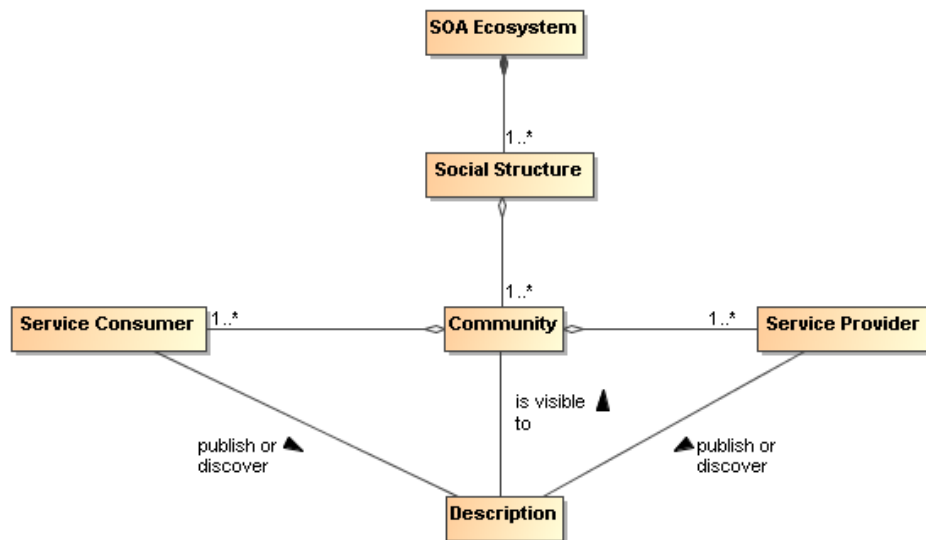 SOA Ecosystem
1..*
Social Structure
1..*
Service Consumer
1..*
Community
1..*
Service Provider
is visible
to
publish or
discover
publish or
discover
Description